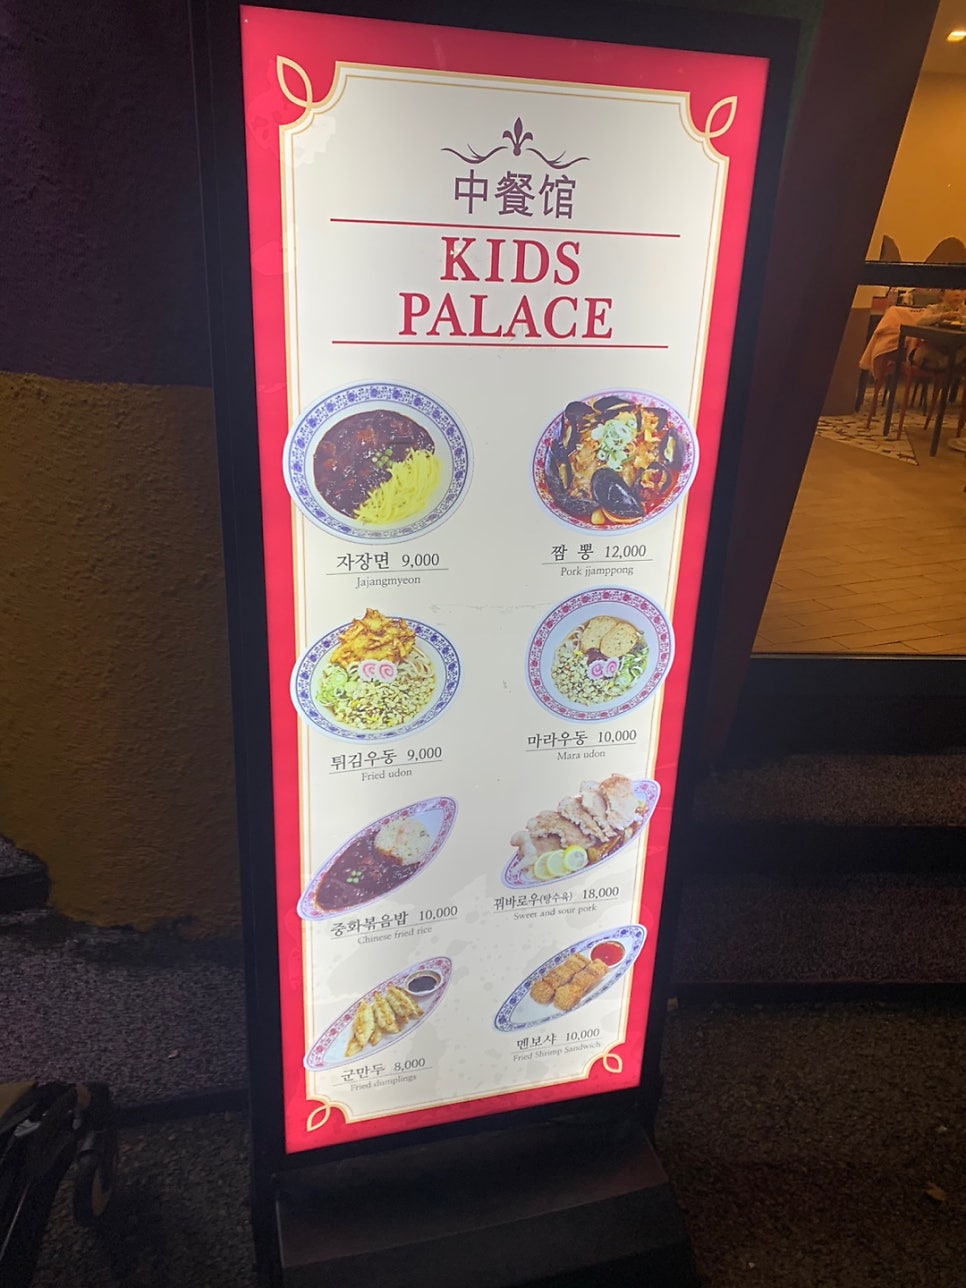 中餐馆
KIDS
PALACE
자장면 9,000
Jajangmyeon
짬 뽕 12,000
Pork jjamppong
튀김우동 9,000
Fried udon
마라우동 10,000
Mara udon
중화볶음밥 10,000
Chinese fried rice
꿔바로우(탕수육) 18,000
Sweet and sour pork
군만두 8,000
Fried dumplings
멘보샤 10,000
Fried Shrimp Sandwich